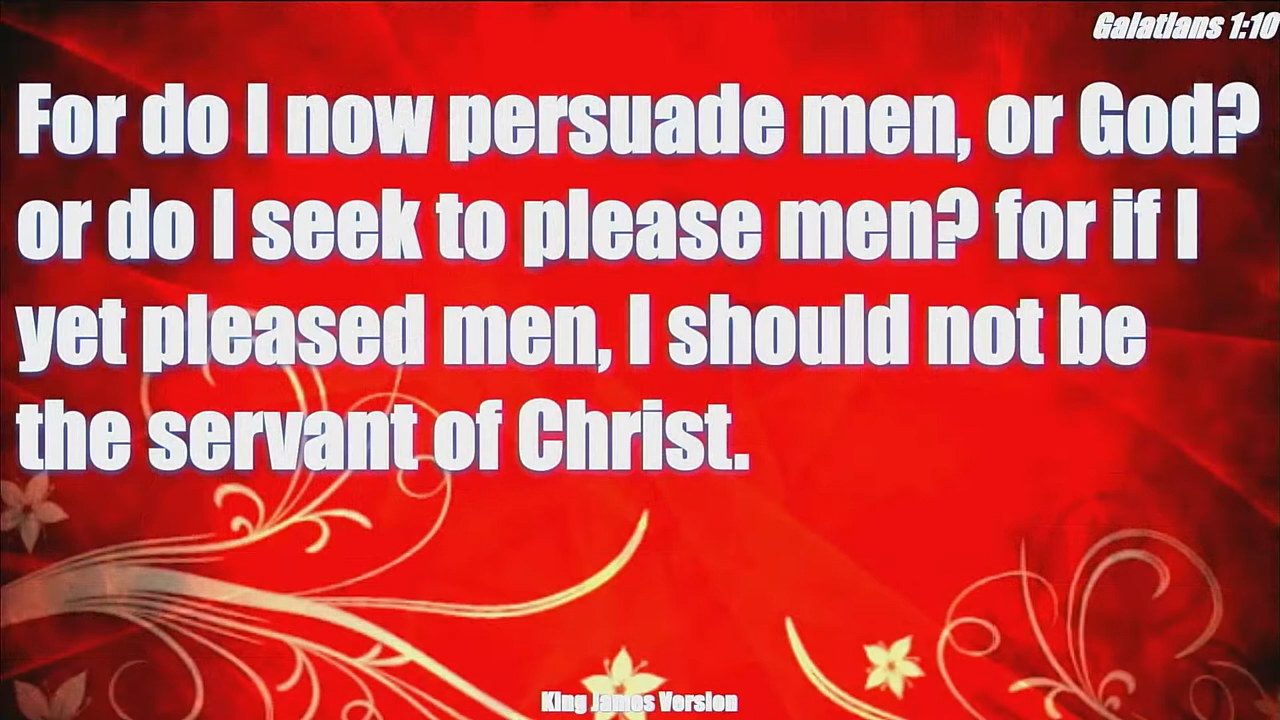 Galatians 1:10
For do I now persuade men, or God?
or do I seek to please men? for if I
yet pleased men, I should not be
the servant of Christ.
King James Version